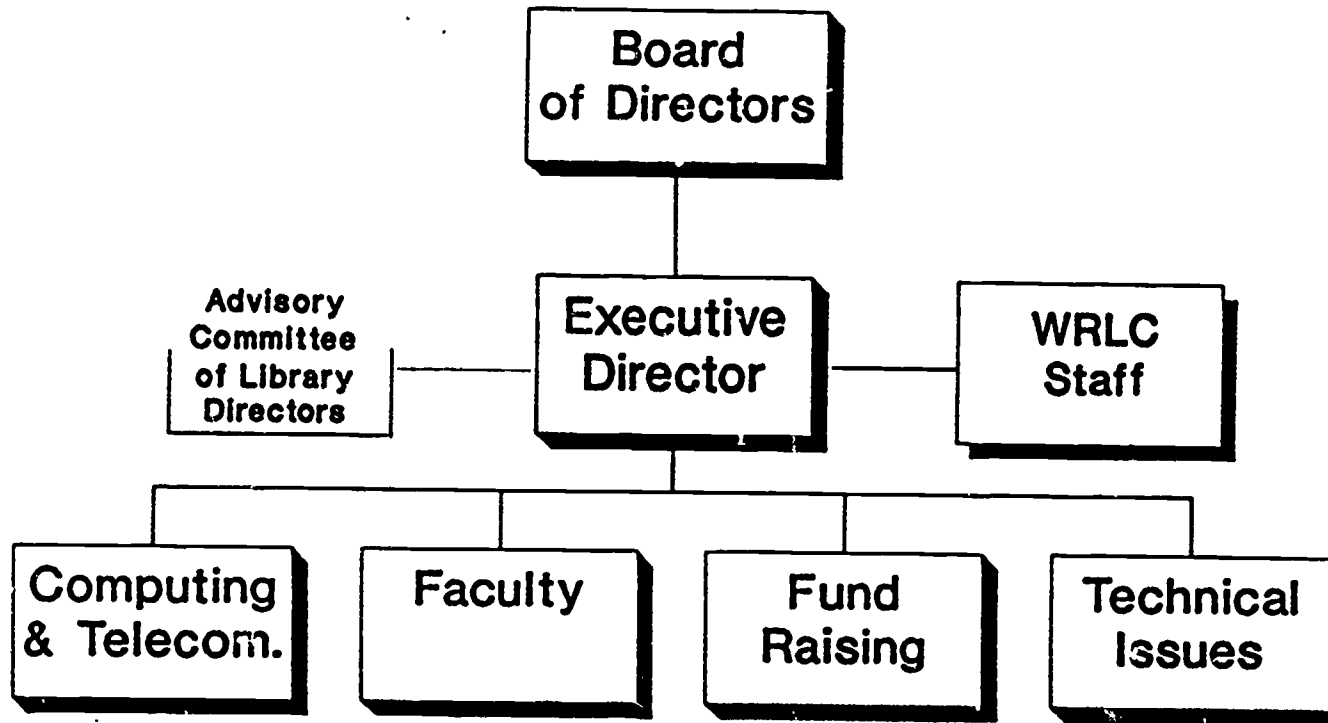 Board
of Directors
Advisory
Committee
of Library
Directors
Executive
Director
WRLC
Staff
Computing
& Telecom.
Faculty
Fund
Raising
Technical
Issues